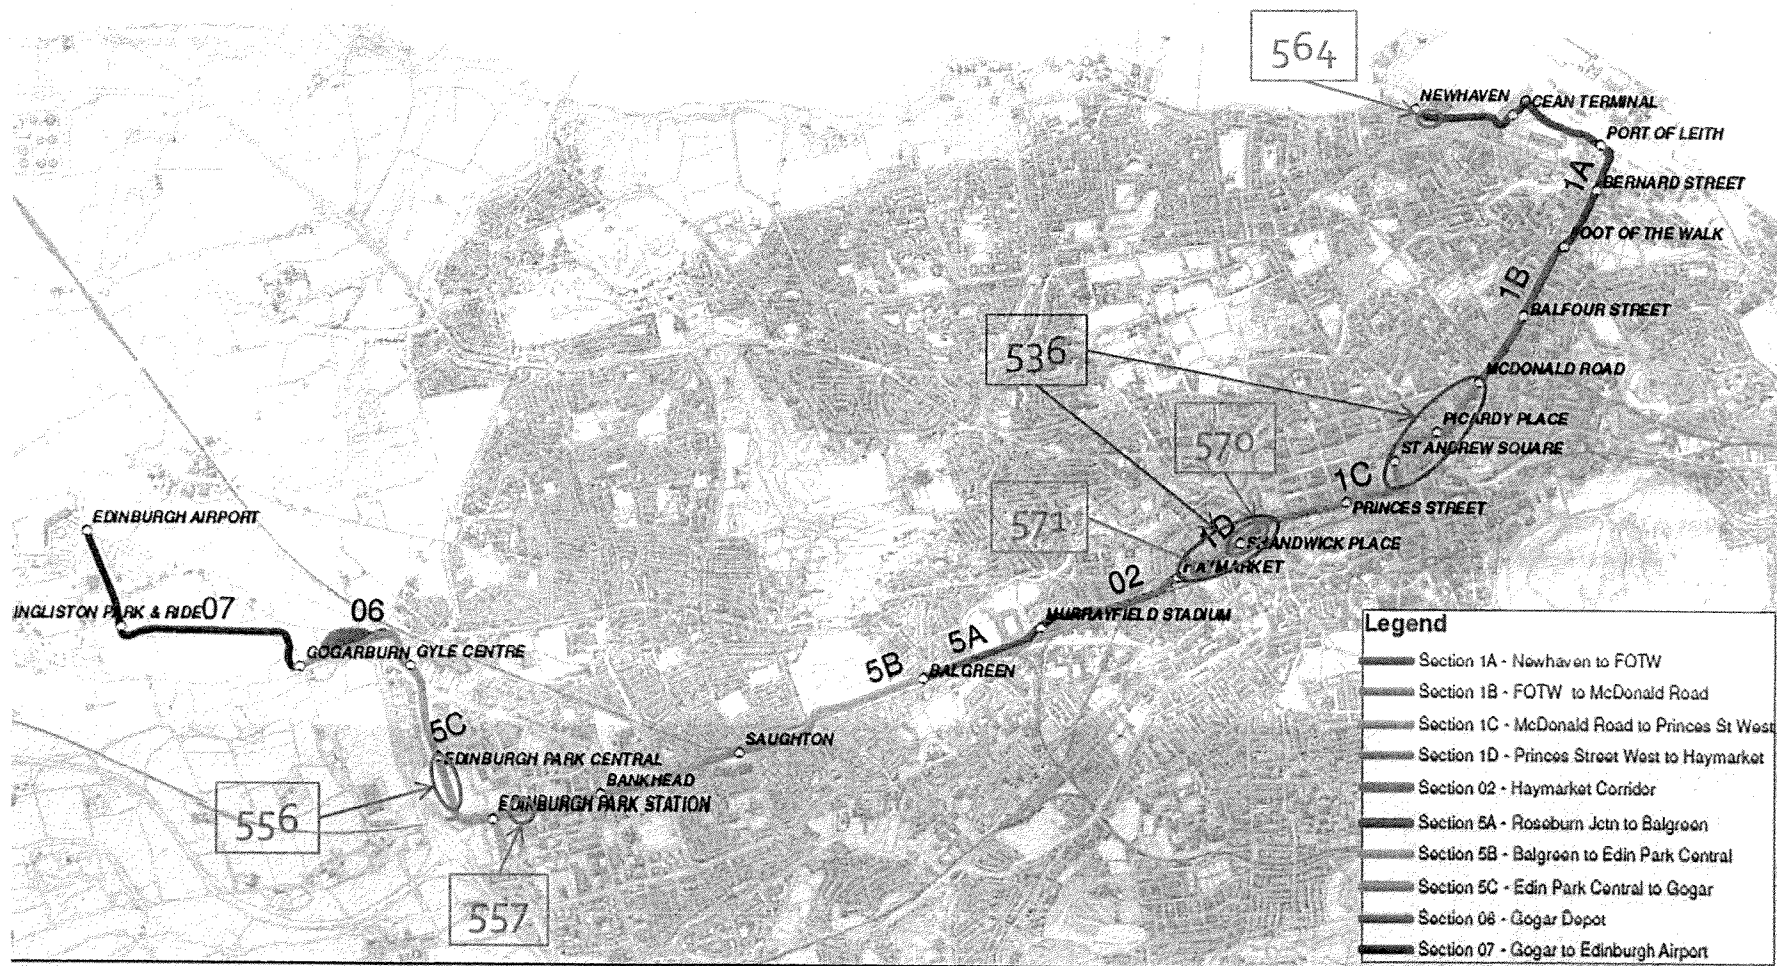 564
NEWHAVEN
OCEAN TERMINAL
PORT OF LEITH
1A
BERNARD STREET
FOOT OF THE WALK
1B
BALFOUR STREET
536
MCDONALD ROAD
570
PICARDY PLACE
ST ANDREW SQUARE
1C
PRINCES STREET
571
1D
SHANDWICK PLACE
HAYMARKET
02
EDINBURGH AIRPORT
INGLISTON PARK & RIDE
07
06
GOGARBURN
GYLE CENTRE
MURRAYFIELD STADIUM
5A
5B
BALGREEN
5C
SAUGHTON
EDINBURGH PARK CENTRAL
BANKHEAD
EDINBURGH PARK STATION
556
557
Legend
Section 1A - Newhaven to FOTW
Section 1B - FOTW to McDonald Road
Section 1C - McDonald Road to Princes St West
Section 1D - Princes Street West to Haymarket
Section 02 - Haymarket Corridor
Section 5A - Roseburn Jctn to Balgreen
Section 5B - Balgreen to Edin Park Central
Section 5C - Edin Park Central to Gogar
Section 06 - Gogar Depot
Section 07 - Gogar to Edinburgh Airport